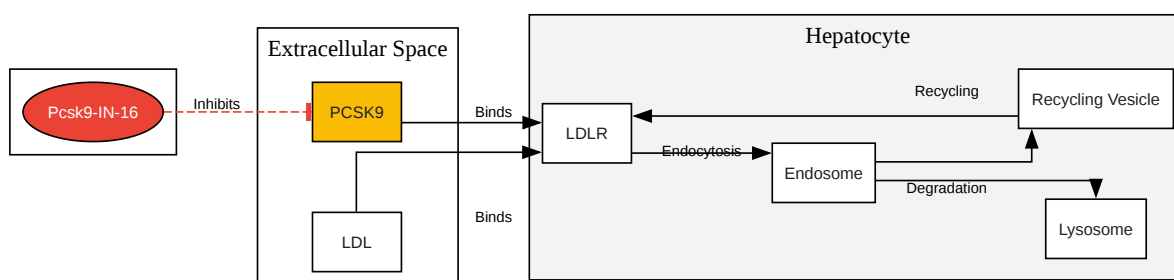 Extracellular Space
Hepatocyte
Pcsk9-IN-16
Inhibits
PCSK9
Binds
LDLR
Recycling
Recycling Vesicle
Endocytosis
Endosome
Degradation
LDL
Binds
Lysosome